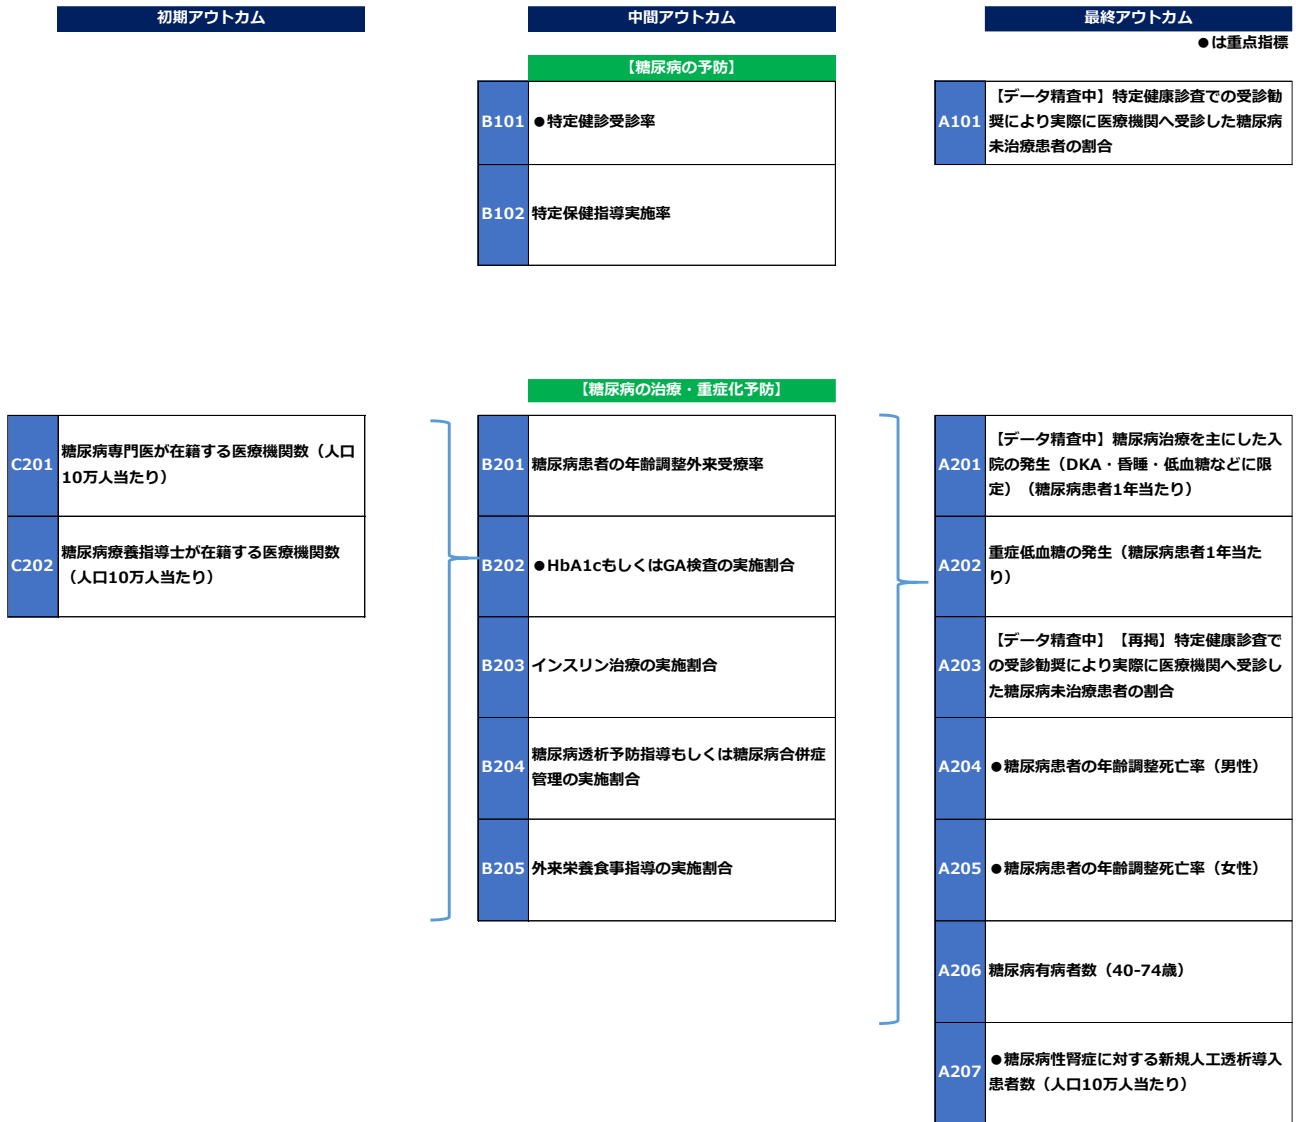 初期アウトカム
中間アウトカム
最終アウトカム
●は重点指標
【糖尿病の予防】
B101
●特定健診受診率
A101
【データ精査中】特定健康診査での受診勧
奨により実際に医療機関へ受診した糖尿病
未治療患者の割合
B102
特定保健指導実施率
【糖尿病の治療・重症化予防】
C201
糖尿病専門医が在籍する医療機関数（人口
10万人当たり）
B201
糖尿病患者の年齢調整外来受療率
A201
【データ精査中】糖尿病治療を主にした入
院の発生（DKA・昏睡・低血糖などに限
定）（糖尿病患者1年当たり）
C202
糖尿病療養指導士が在籍する医療機関数
（人口10万人当たり）
B202
●HbA1cもしくはGA検査の実施割合
A202
重症低血糖の発生（糖尿病患者1年当た
り）
B203
インスリン治療の実施割合
A203
【データ精査中】【再掲】特定健康診査で
の受診勧奨により実際に医療機関へ受診し
た糖尿病未治療患者の割合
B204
糖尿病透析予防指導もしくは糖尿病合併症
管理の実施割合
A204
●糖尿病患者の年齢調整死亡率（男性）
B205
外来栄養食事指導の実施割合
A205
●糖尿病患者の年齢調整死亡率（女性）
A206
糖尿病有病者数（40-74歳）
A207
●糖尿病性腎症に対する新規人工透析導入
患者数（人口10万人当たり）